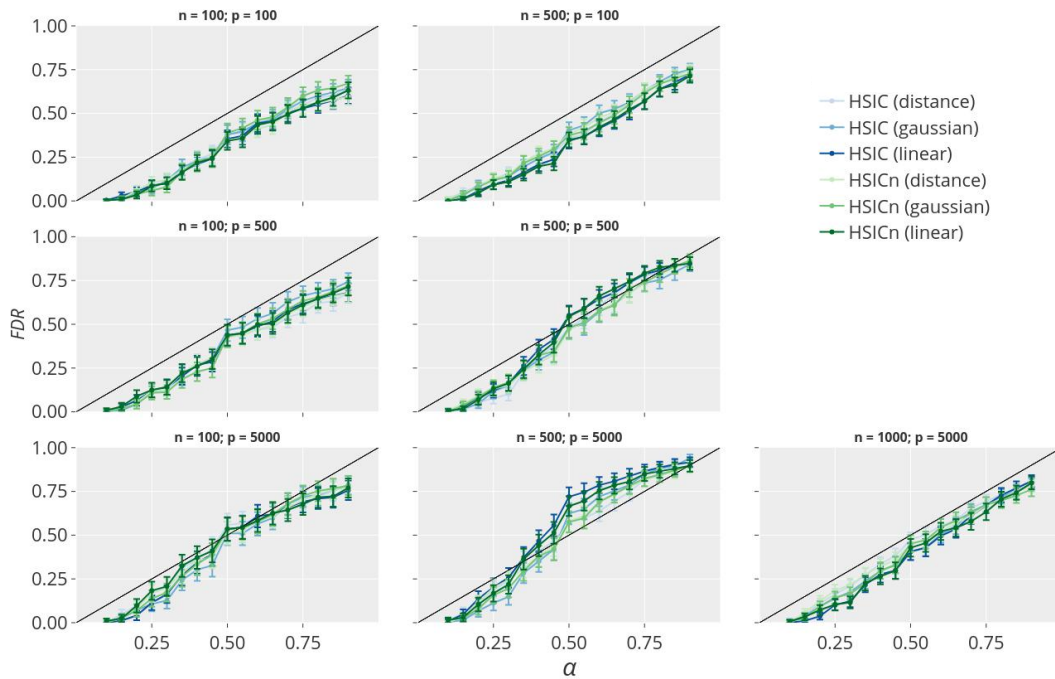 n = 100; p = 100
n = 500; p = 100
1.00
0.75
0.50
0.25
0.00
HSIC (distance)
HSIC (gaussian)
HSIC (linear)
HSICn (distance)
HSICn (gaussian)
HSICn (linear)
n = 100; p = 500
n = 500; p = 500
1.00
0.75
0.50
0.25
0.00
FDR
n = 100; p = 5000
n = 500; p = 5000
n = 1000; p = 5000
1.00
0.75
0.50
0.25
0.00
0.25 0.50 0.75
0.25 0.50 0.75
0.25 0.50 0.75
α